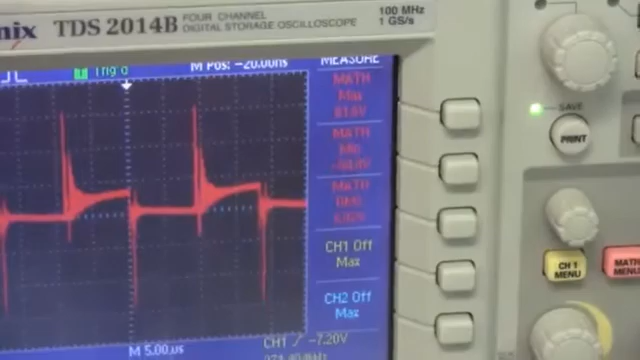 TDS 2014B
FOUR CHANNEL
DIGITAL STORAGE OSCILLOSCOPE
100 MHz
1 GS/s
Trig'd
M Pos: -20.00ns
MEASURE
MATH
Max
MATH
Min
MATH
CH1 Off
Max
CH2 Off
Max
M 5.00us
CH1 / -7.20V
SAVE
PRINT
CH 1
MENU
MATH
MENU